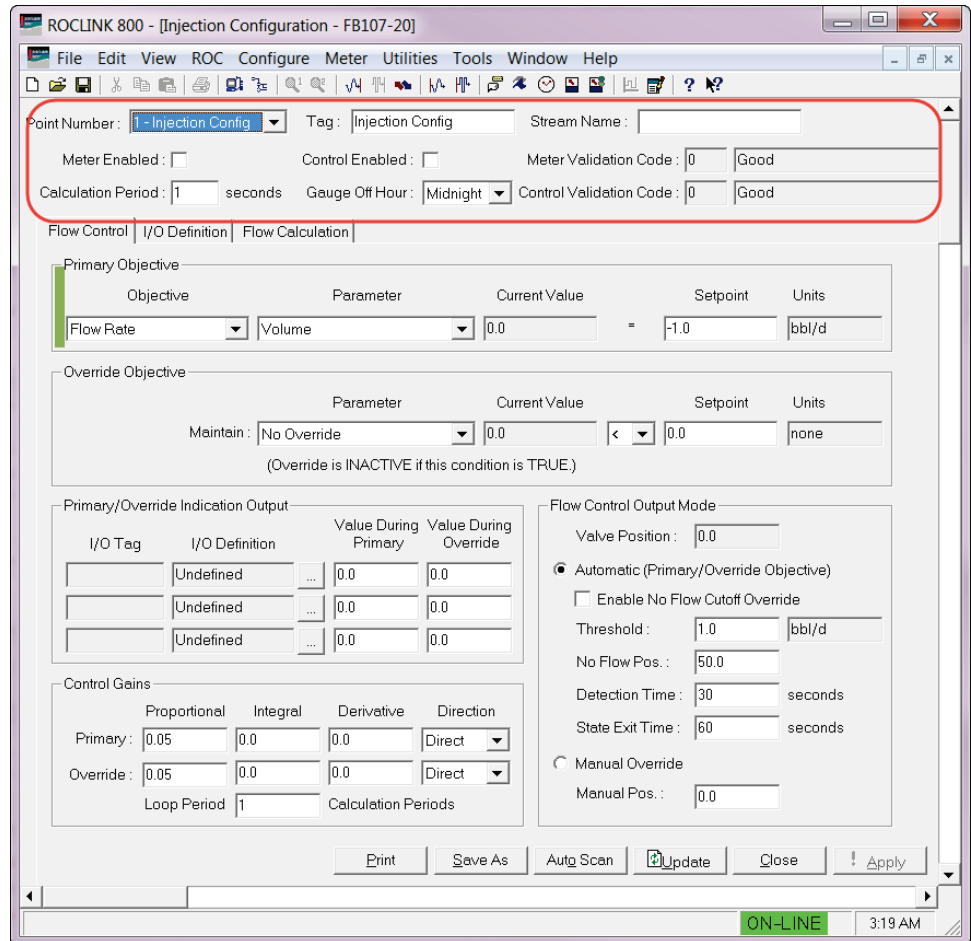 ROCLINK 800 - [Injection Configuration - FB107-20]
File Edit View ROC Configure Meter Utilities Tools Window Help
Point Number : 1 - Injection Config Tag : Injection Config Stream Name :
Meter Enabled : Control Enabled : Meter Validation Code : 0 Good
Calculation Period : 1 seconds Gauge Off Hour : Midnight Control Validation Code : 0 Good
Flow Control I/O Definition Flow Calculation
Primary Objective
Objective Parameter Current Value Setpoint Units
Flow Rate Volume 0.0 = -1.0 bbl/d
Override Objective
Parameter Current Value Setpoint Units
Maintain : No Override 0.0 < 0.0 none
(Override is INACTIVE if this condition is TRUE.)
Primary/Override Indication Output
I/O Tag I/O Definition Value During Primary Value During Override
Undefined ... 0.0 0.0
Undefined ... 0.0 0.0
Undefined ... 0.0 0.0
Control Gains
Proportional Integral Derivative Direction
Primary : 0.05 0.0 0.0 Direct
Override : 0.05 0.0 0.0 Direct
Loop Period 1 Calculation Periods
Flow Control Output Mode
Valve Position : 0.0
Automatic (Primary/Override Objective)
Enable No Flow Cutoff Override
Threshold : 1.0 bbl/d
No Flow Pos. : 50.0
Detection Time : 30 seconds
State Exit Time : 60 seconds
Manual Override
Manual Pos. : 0.0
Print Save As Auto Scan Update Close ! Apply
ON-LINE 3:19 AM